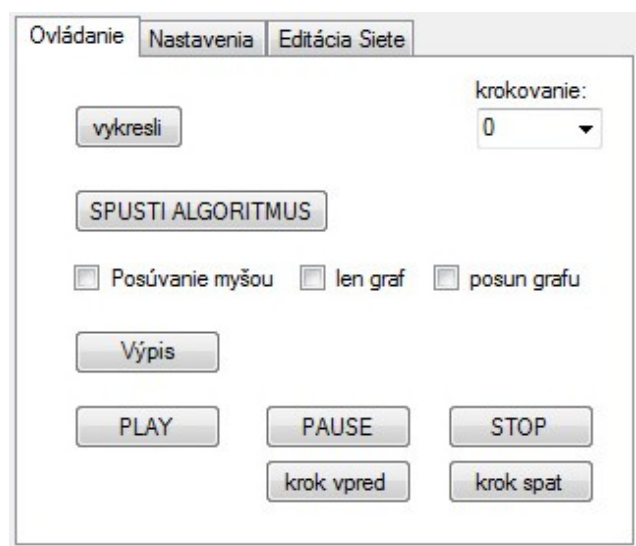 Ovládanie Nastavenia Editácia Siete
krokovanie:
vykresli 0
SPUSTI ALGORITMUS
Posúvanie myšou len graf posun grafu
Výpis
PLAY PAUSE STOP
krok vpred krok spat